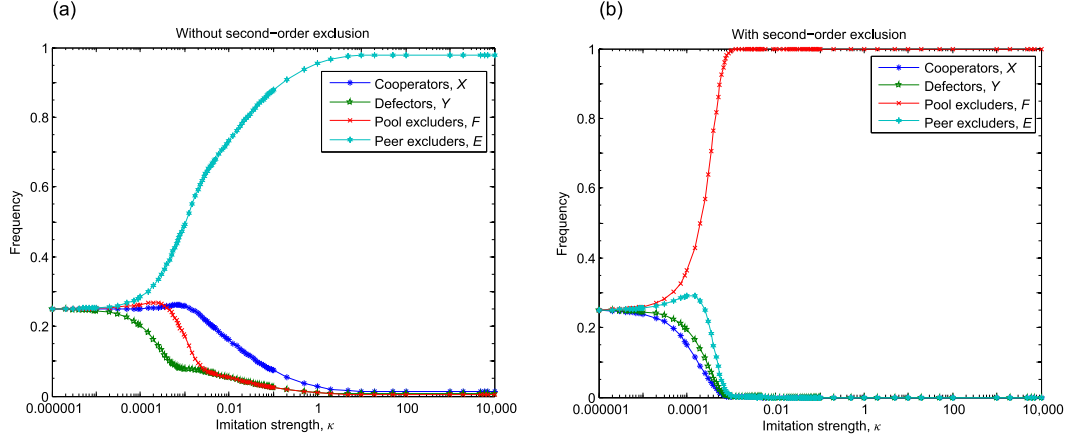 (a)
Without second−order exclusion
1
0.8
0.6
0.4
0.2
0
Frequency
Cooperators, X
Defectors, Y
Pool excluders, F
Peer excluders, E
0.000001 0.0001 0.01 1 100 10,000
Imitation strength, κ
(b)
With second−order exclusion
1
0.8
0.6
0.4
0.2
0
Frequency
Cooperators, X
Defectors, Y
Pool excluders, F
Peer excluders, E
0.000001 0.0001 0.01 1 100 10,000
Imitation strength, κ